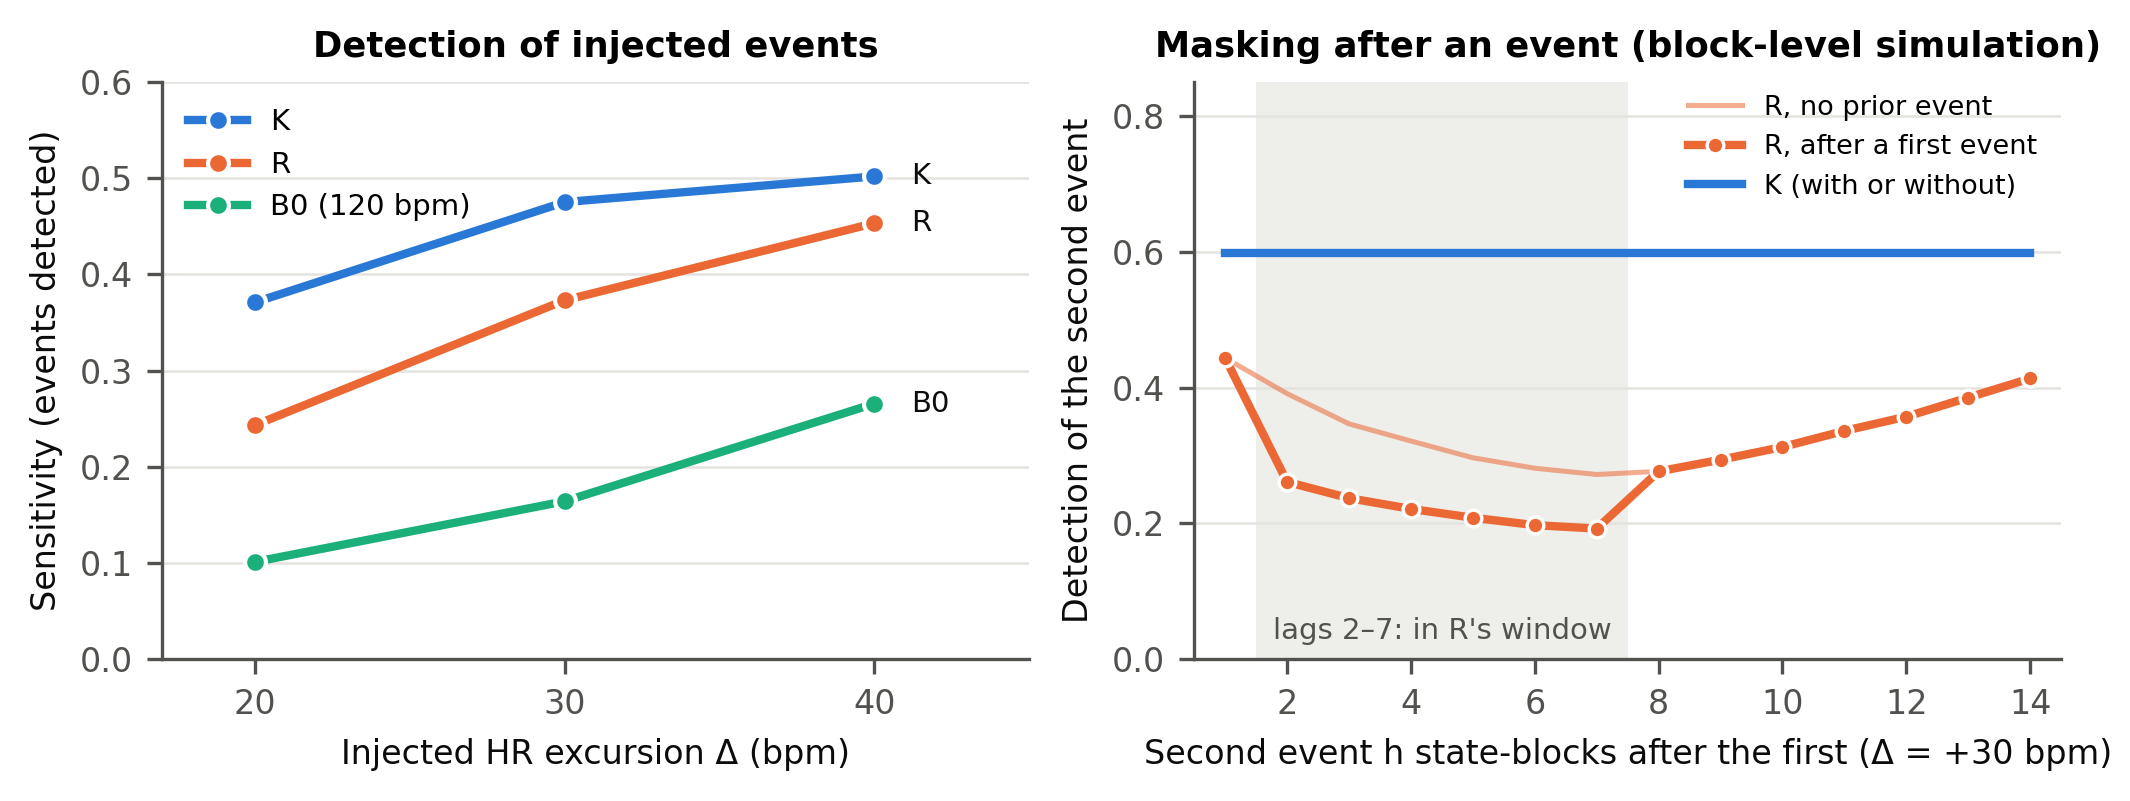 Detection of injected events
Sensitivity (events detected)
0.6
0.5
0.4
0.3
0.2
0.1
0.0
K
R
B0 (120 bpm)
K
R
B0
20 30 40
Injected HR excursion Δ (bpm)
Masking after an event (block-level simulation)
Detection of the second event
0.8
0.6
0.4
0.2
0.0
R, no prior event
R, after a first event
K (with or without)
lags 2–7: in R's window
2 4 6 8 10 12 14
Second event h state-blocks after the first (Δ = +30 bpm)